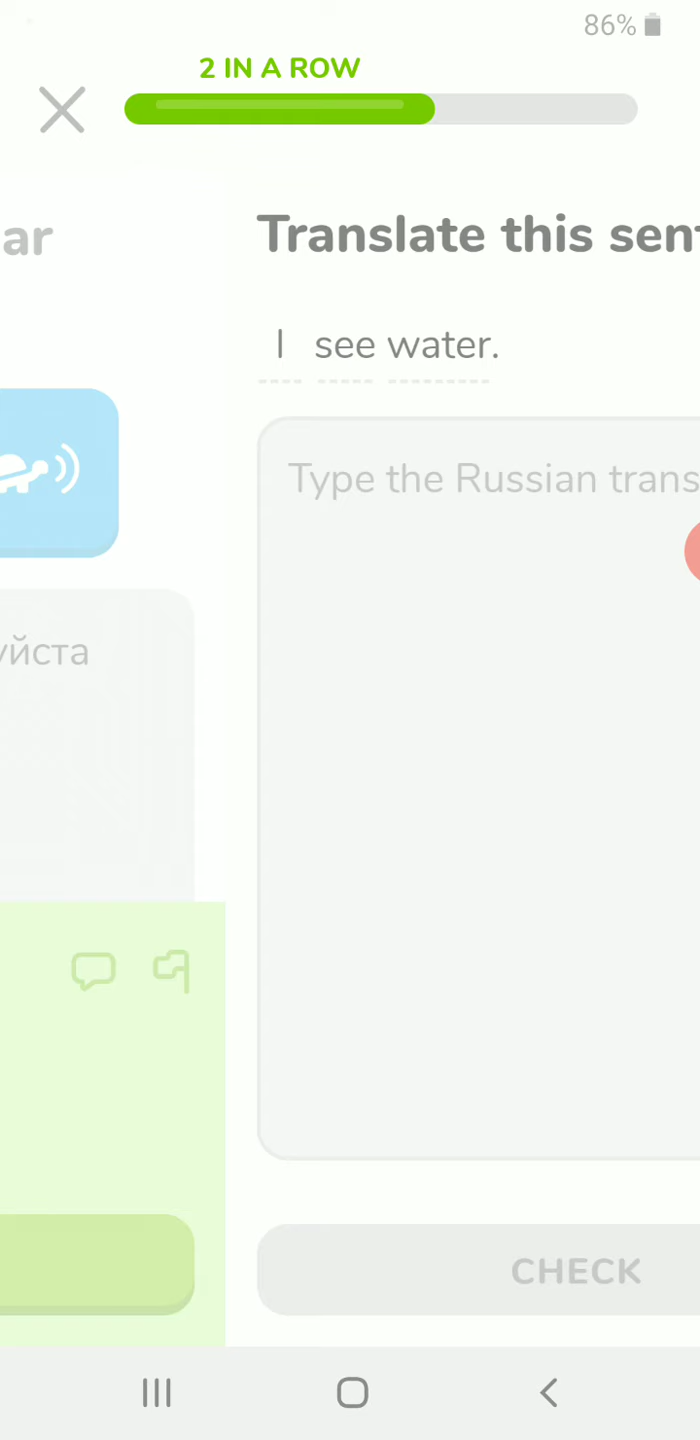 86%
2 IN A ROW
ar
Translate this sent
I see water.
Type the Russian trans
уйста
CHECK